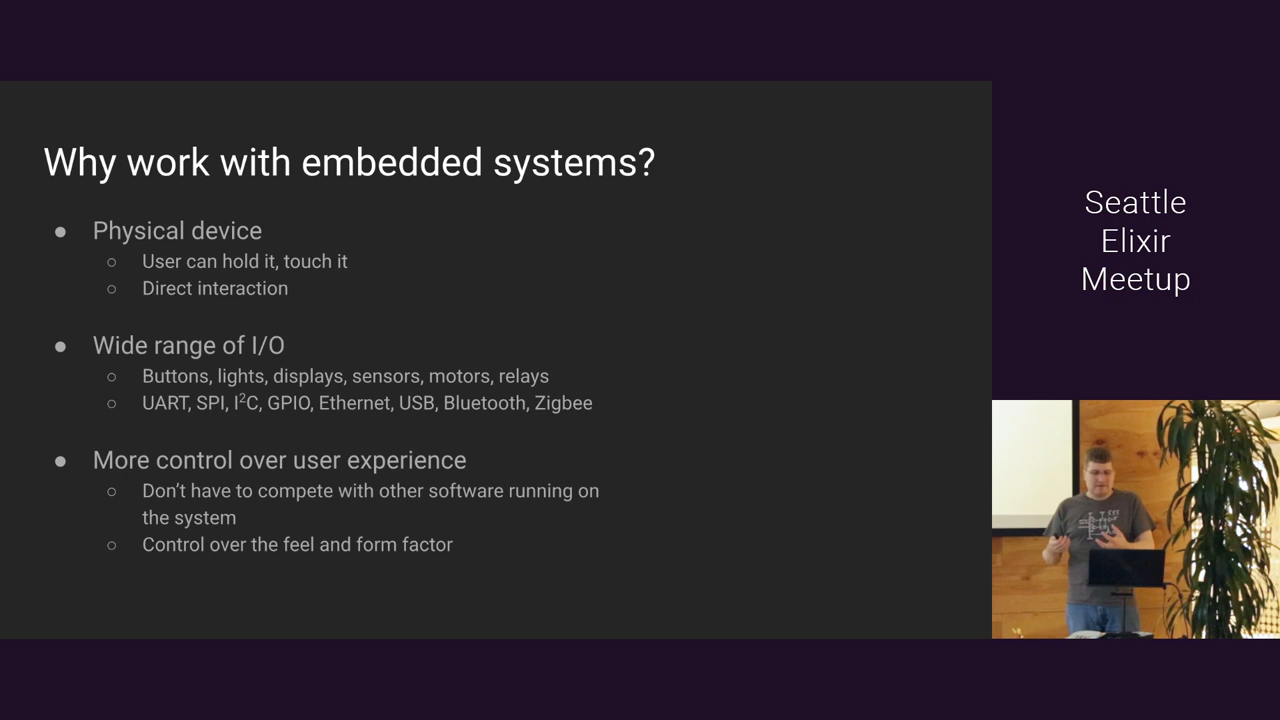 Why work with embedded systems?
● Physical device
○ User can hold it, touch it
○ Direct interaction
● Wide range of I/O
○ Buttons, lights, displays, sensors, motors, relays
○ UART, SPI, I²C, GPIO, Ethernet, USB, Bluetooth, Zigbee
● More control over user experience
○ Don’t have to compete with other software running on
the system
○ Control over the feel and form factor
Seattle
Elixir
Meetup